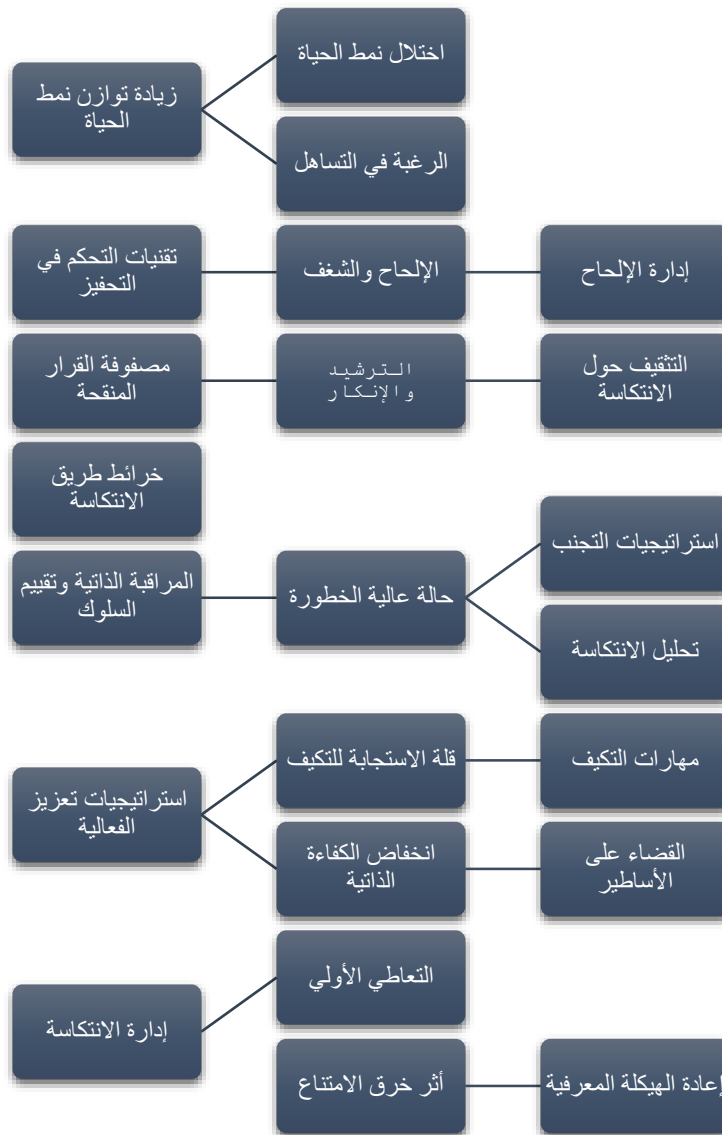 اختلال نمط الحياة
زيادة توازن نمط
الحياة
الرغبة في التساهل
إدارة الإلحاح
الإلحاح والشغف
تقنيات التحكم في
التحفيز
التثقيف حول
الانتكاسة
الترشيد
والإنكار
مصفوفة القرار
المنقحة
خرائط طريق
الانتكاسة
استراتيجيات التجنب
حالة عالية الخطورة
المراقبة الذاتية وتقييم
السلوك
تحليل الانتكاسة
مهارات التكيف
قلة الاستجابة للتكيف
استراتيجيات تعزيز
الفعالية
القضاء على
الأساطير
انخفاض الكفاءة
الذاتية
التعاطي الأولي
إدارة الانتكاسة
إعادة الهيكلة المعرفية
أثر خرق الامتناع